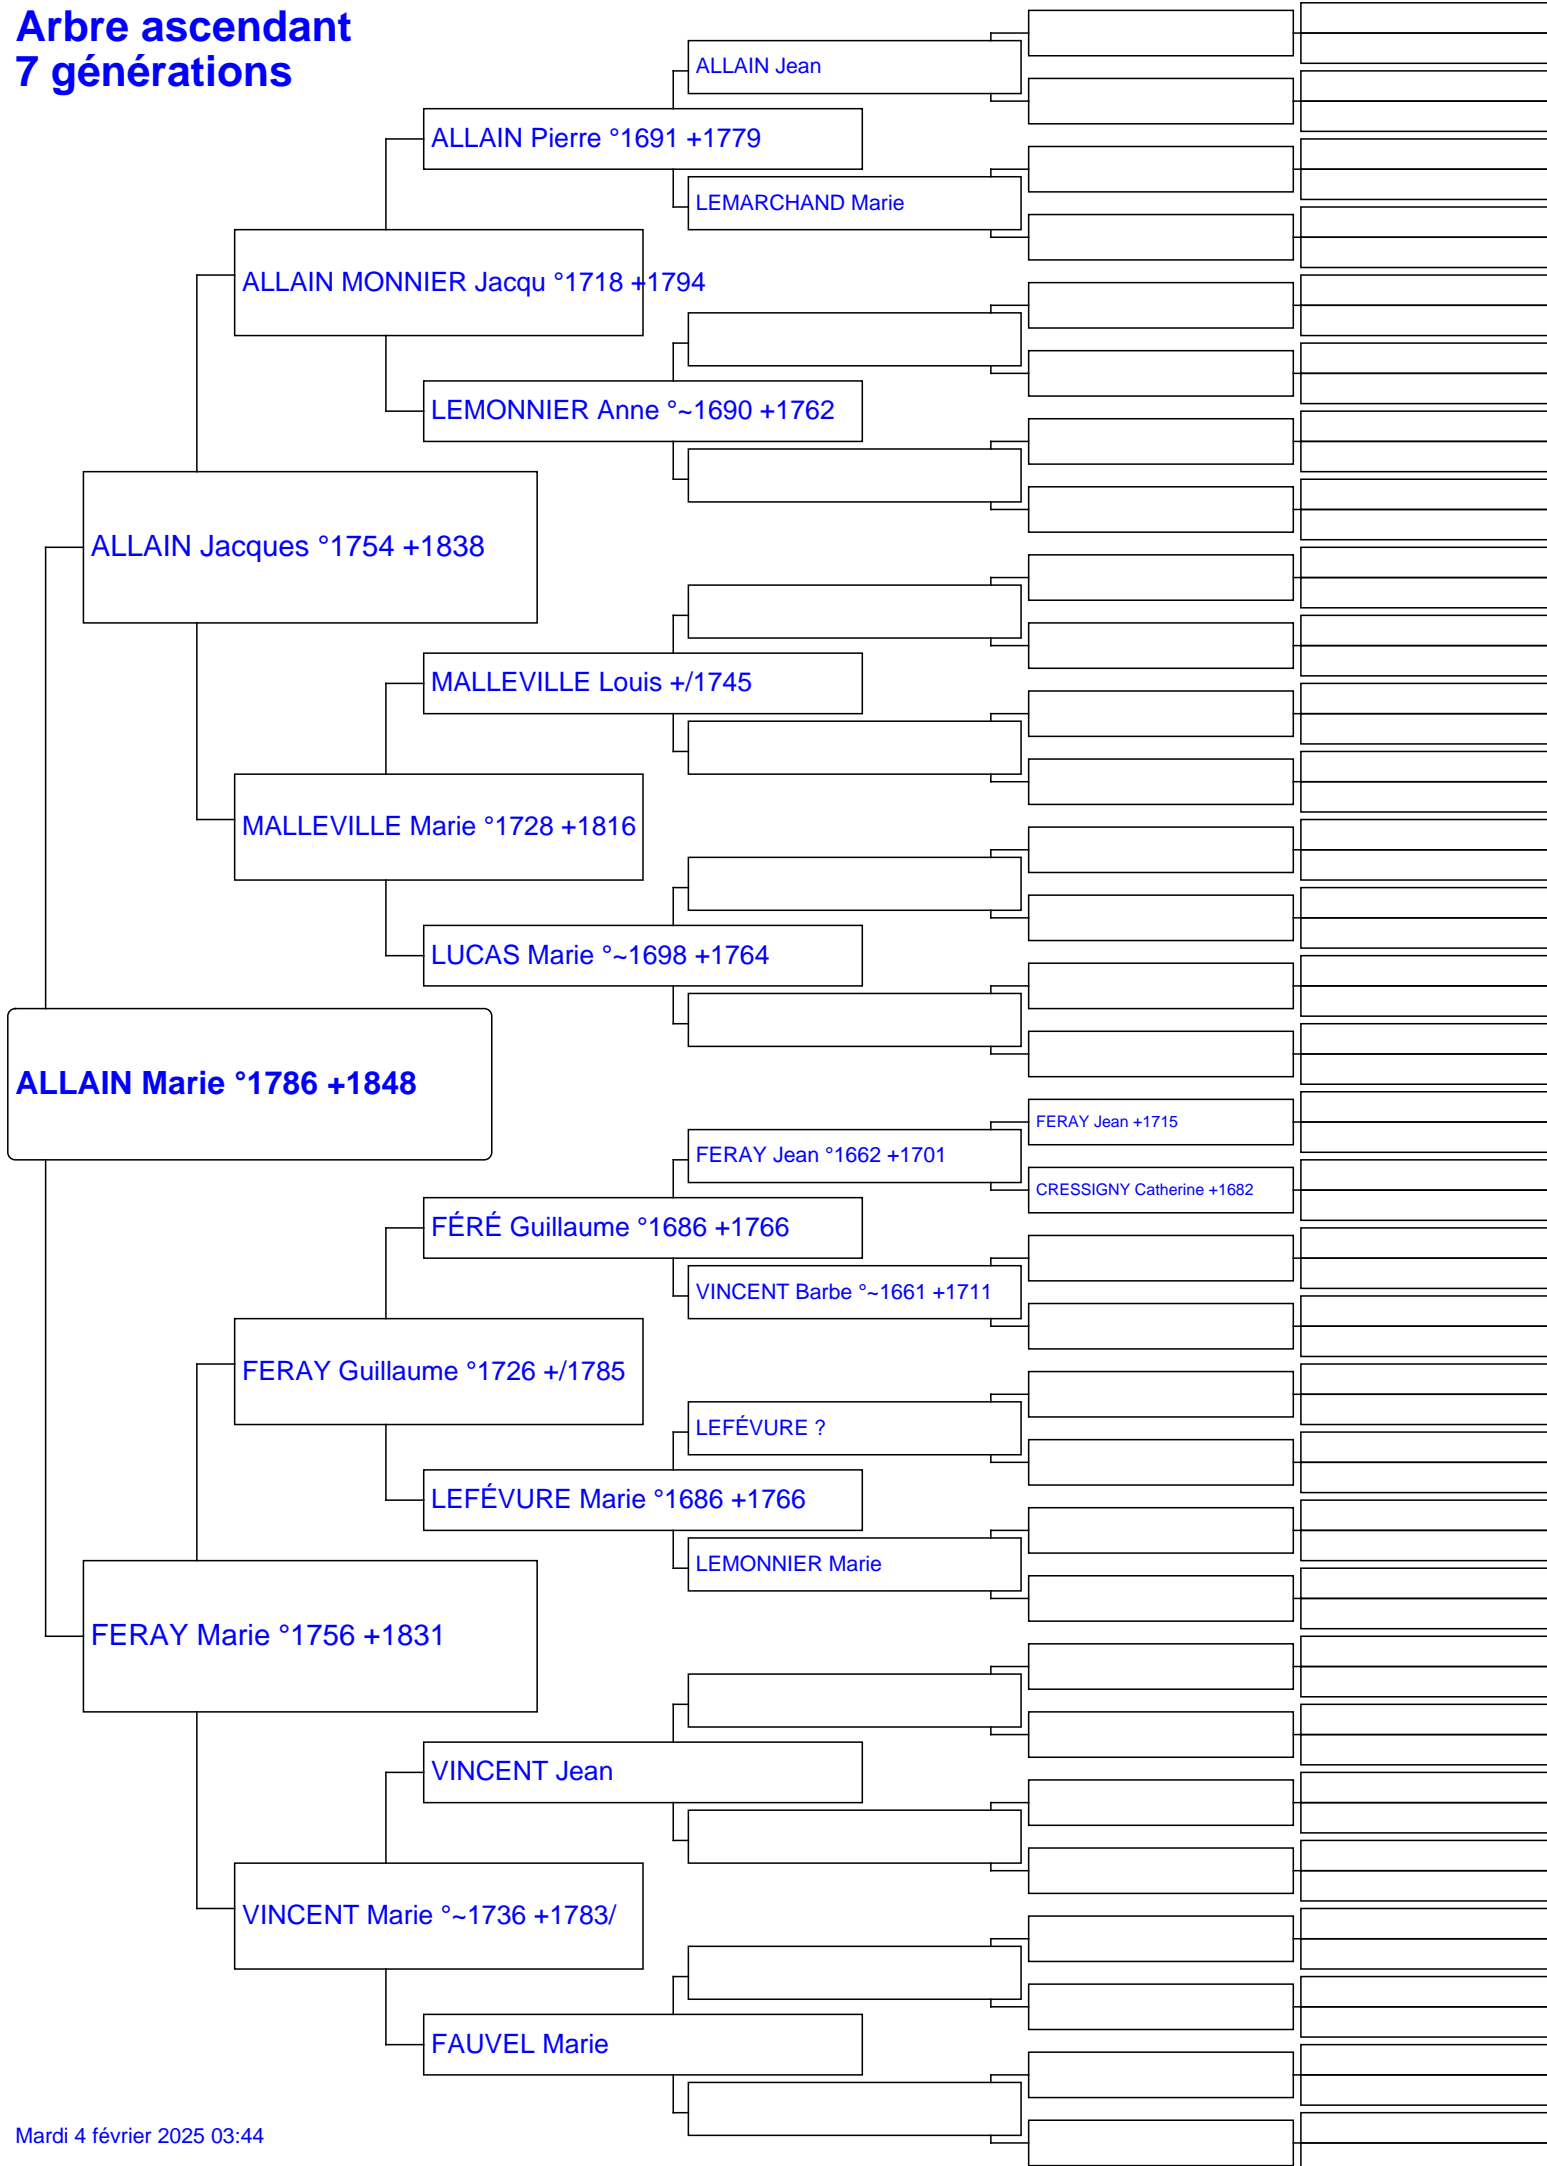 Arbre ascendant
7 générations
ALLAIN Jean
ALLAIN Pierre °1691 +1779
LEMARCHAND Marie
ALLAIN MONNIER Jacqu °1718 +1794
LEMONNIER Anne °~1690 +1762
ALLAIN Jacques °1754 +1838
MALLEVILLE Louis +/1745
MALLEVILLE Marie °1728 +1816
LUCAS Marie °~1698 +1764
ALLAIN Marie °1786 +1848
FERAY Jean +1715
FERAY Jean °1662 +1701
CRESSIGNY Catherine +1682
FÉRÉ Guillaume °1686 +1766
VINCENT Barbe °~1661 +1711
FERAY Guillaume °1726 +/1785
LEFÉVURE ?
LEFÉVURE Marie °1686 +1766
LEMONNIER Marie
FERAY Marie °1756 +1831
VINCENT Jean
VINCENT Marie °~1736 +1783/
FAUVEL Marie
Mardi 4 février 2025 03:44